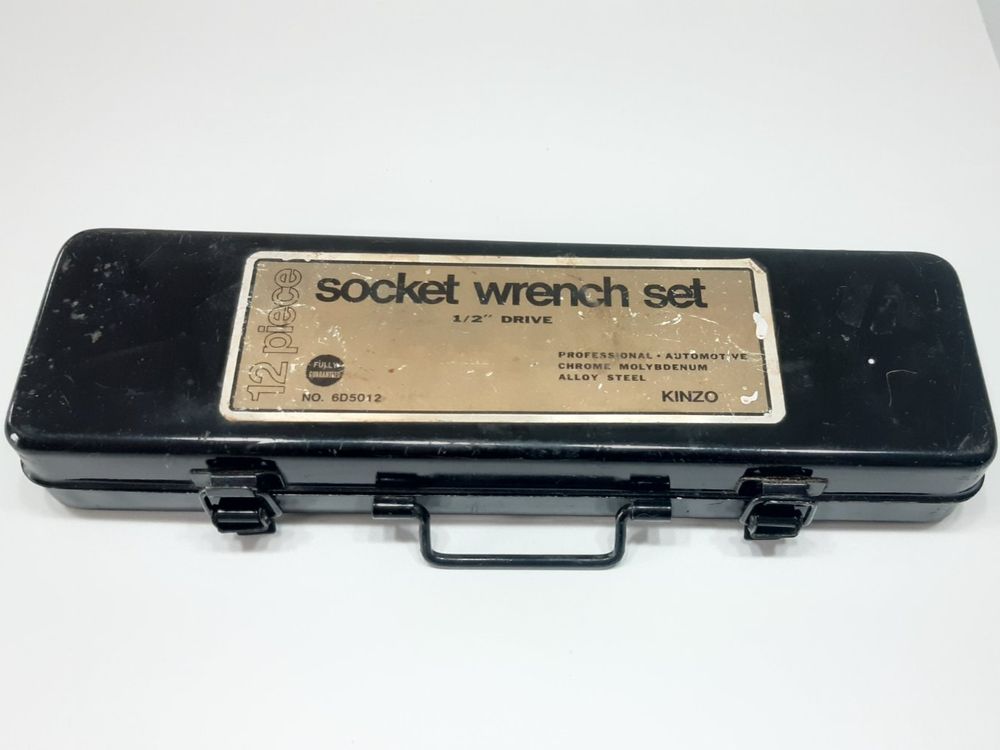 12 piece
socket wrench set
1/2" DRIVE
FULLY
GUARANTEED
PROFESSIONAL • AUTOMOTIVE
CHROME MOLYBDENUM
ALLOY STEEL
NO. 6D5012
KINZO